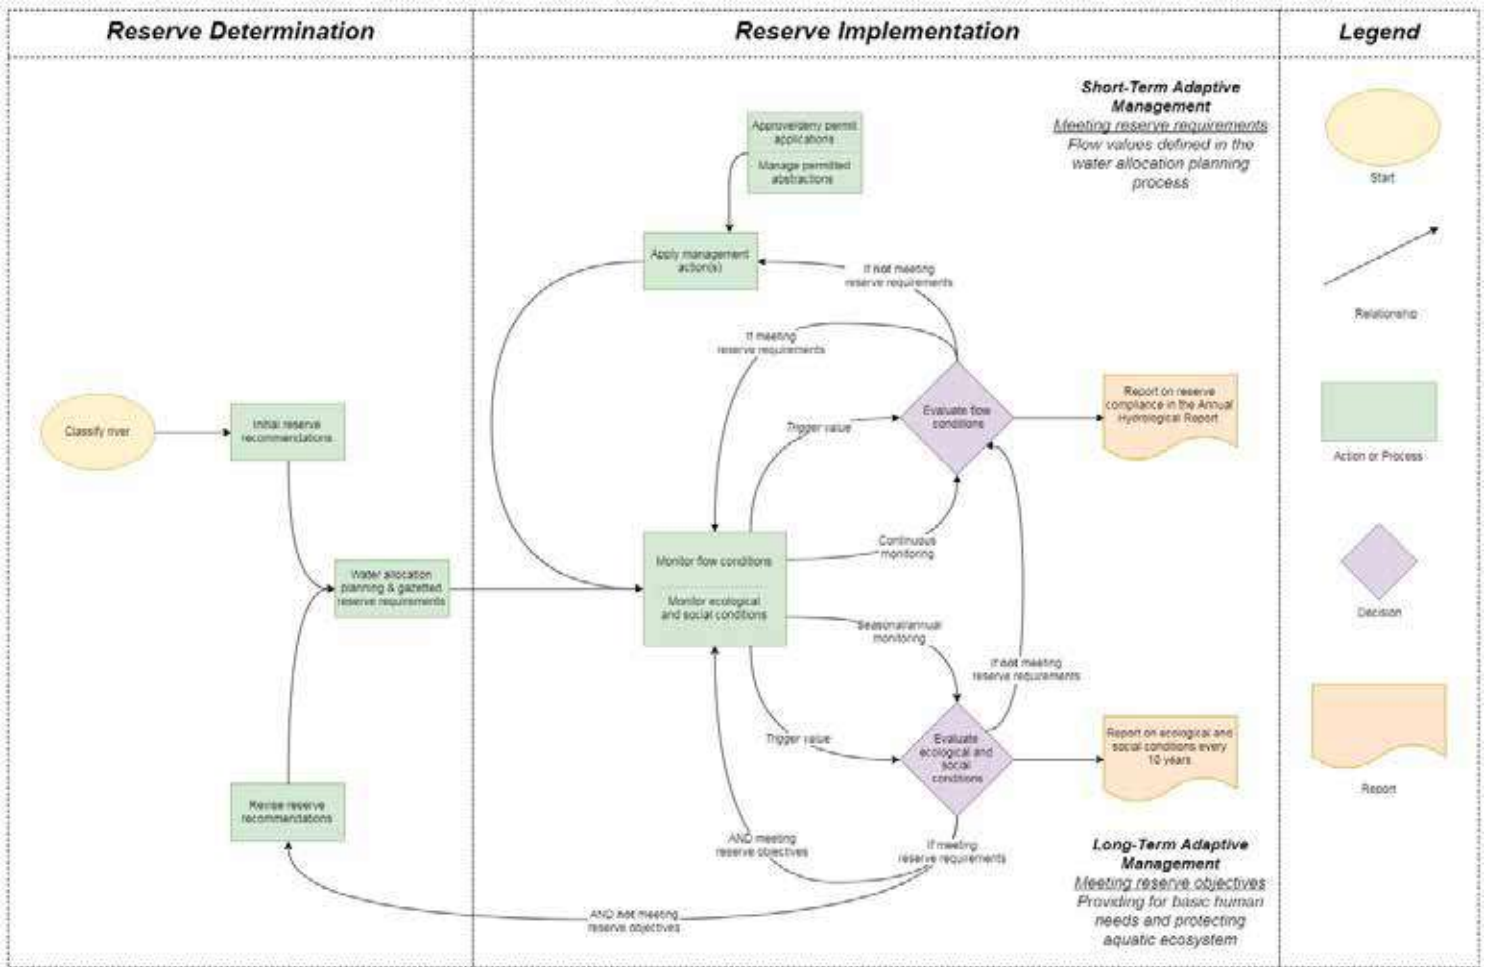 Reserve Determination
Reserve Implementation
Legend
Short-Term Adaptive
Management
Meeting reserve requirements
Flow values defined in the
water allocation planning
process
Approve/deny permit
applications
Manage permitted
abstractions
Start
Apply management
action(s)
If not meeting
reserve requirements
Relationship
If meeting
reserve requirements
Classify river
Initial reserve
recommendations
Trigger value
Evaluate flow
conditions
Report on reserve
compliance in the Annual
Hydrological Report
Action or Process
Continuous
monitoring
Monitor flow conditions
Monitor ecological
and social conditions
Water allocation
planning & gazetted
reserve requirements
Seasonal/annual
monitoring
Decision
If not meeting
reserve requirements
Trigger value
Evaluate
ecological and
social
conditions
Report on ecological and
social conditions every
10 years
Revise reserve
recommendations
Report
AND meeting
reserve objectives
If meeting
reserve requirements
AND not meeting
reserve objectives
Long-Term Adaptive
Management
Meeting reserve objectives
Providing for basic human
needs and protecting
aquatic ecosystem